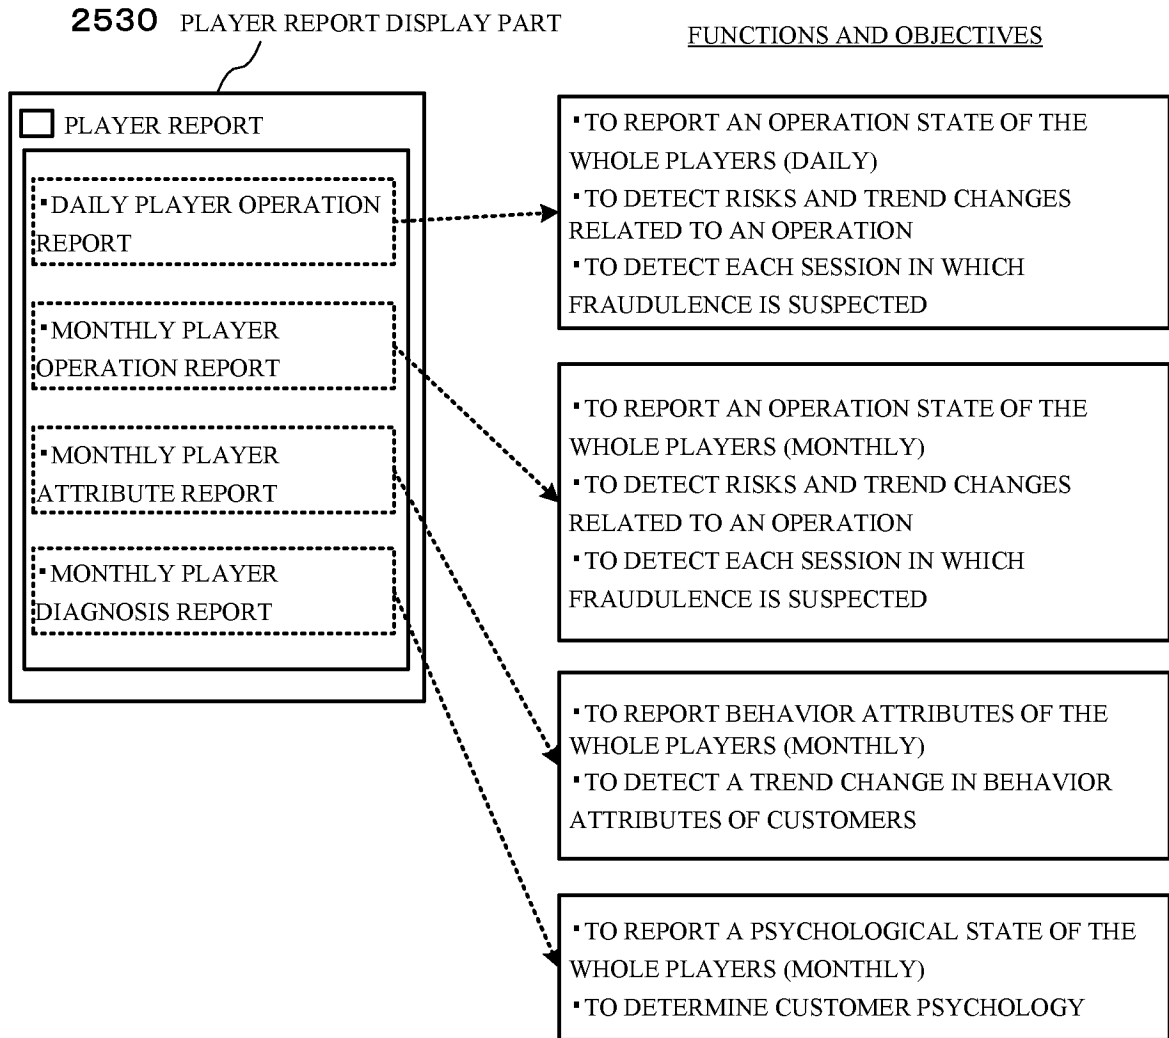 2530 PLAYER REPORT DISPLAY PART
FUNCTIONS AND OBJECTIVES
PLAYER REPORT
▪DAILY PLAYER OPERATION
REPORT
▪MONTHLY PLAYER
OPERATION REPORT
▪MONTHLY PLAYER
ATTRIBUTE REPORT
▪MONTHLY PLAYER
DIAGNOSIS REPORT
▪TO REPORT AN OPERATION STATE OF THE
WHOLE PLAYERS (DAILY)
▪TO DETECT RISKS AND TREND CHANGES
RELATED TO AN OPERATION
▪TO DETECT EACH SESSION IN WHICH
FRAUDULENCE IS SUSPECTED
▪TO REPORT AN OPERATION STATE OF THE
WHOLE PLAYERS (MONTHLY)
▪TO DETECT RISKS AND TREND CHANGES
RELATED TO AN OPERATION
▪TO DETECT EACH SESSION IN WHICH
FRAUDULENCE IS SUSPECTED
▪TO REPORT BEHAVIOR ATTRIBUTES OF THE
WHOLE PLAYERS (MONTHLY)
▪TO DETECT A TREND CHANGE IN BEHAVIOR
ATTRIBUTES OF CUSTOMERS
▪TO REPORT A PSYCHOLOGICAL STATE OF THE
WHOLE PLAYERS (MONTHLY)
▪TO DETERMINE CUSTOMER PSYCHOLOGY